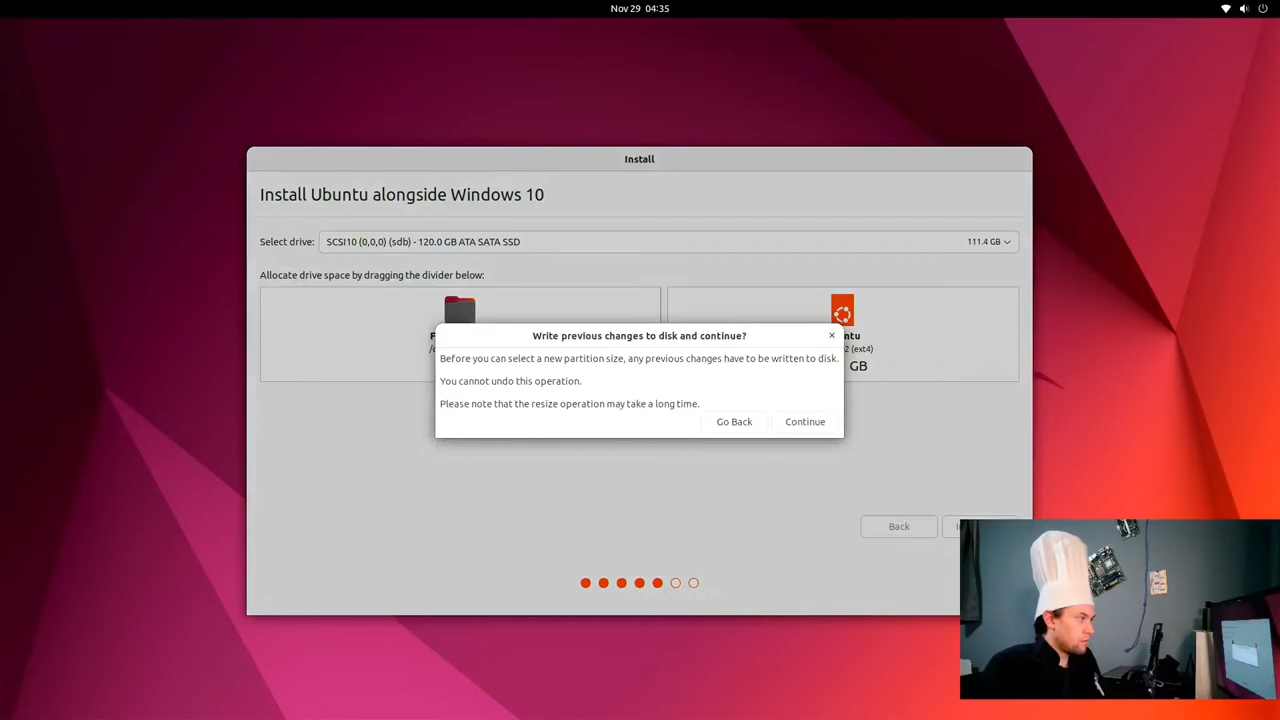 Nov 29 04:35
Install
Install Ubuntu alongside Windows 10
Select drive: SCSI10 (0,0,0) (sdb) - 120.0 GB ATA SATA SSD 111.4 GB
Allocate drive space by dragging the divider below:
Write previous changes to disk and continue?
Before you can select a new partition size, any previous changes have to be written to disk.
You cannot undo this operation.
Please note that the resize operation may take a long time.
Go Back Continue
ntu
2 (ext4)
GB
Back